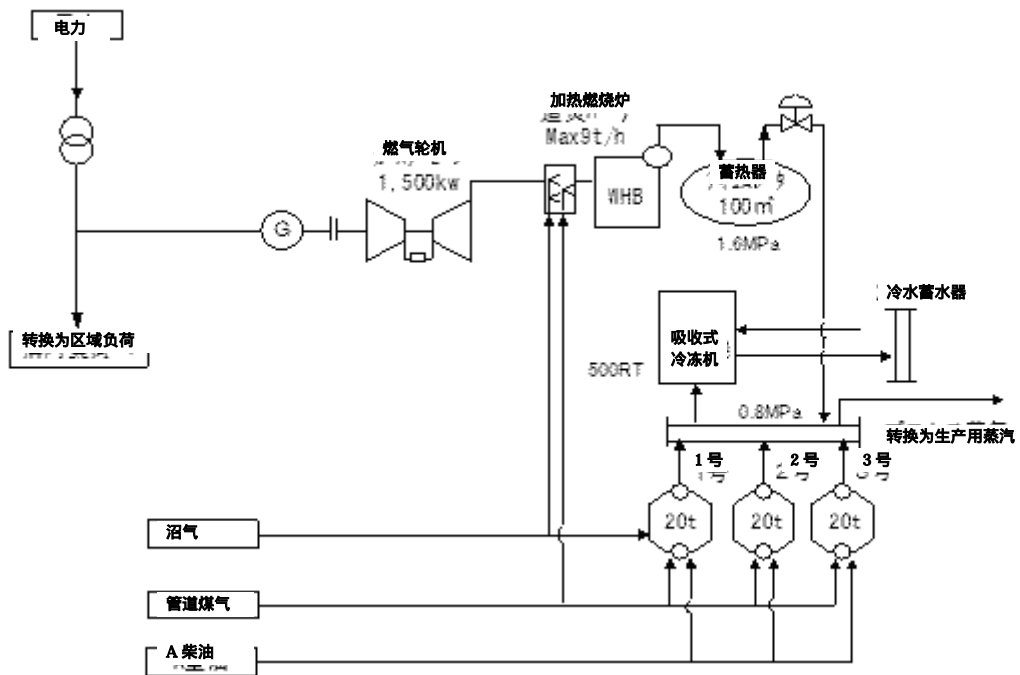 电力
加热燃烧炉
Max9t/h
燃气轮机
1,500kw
WHB
蓄热器
100㎥
1.6MPa
G
转换为区域负荷
冷水蓄水器
吸收式
冷冻机
500RT
0.8MPa
转换为生产用蒸汽
1号
2号
3号
20t
20t
20t
沼气
管道煤气
A柴油